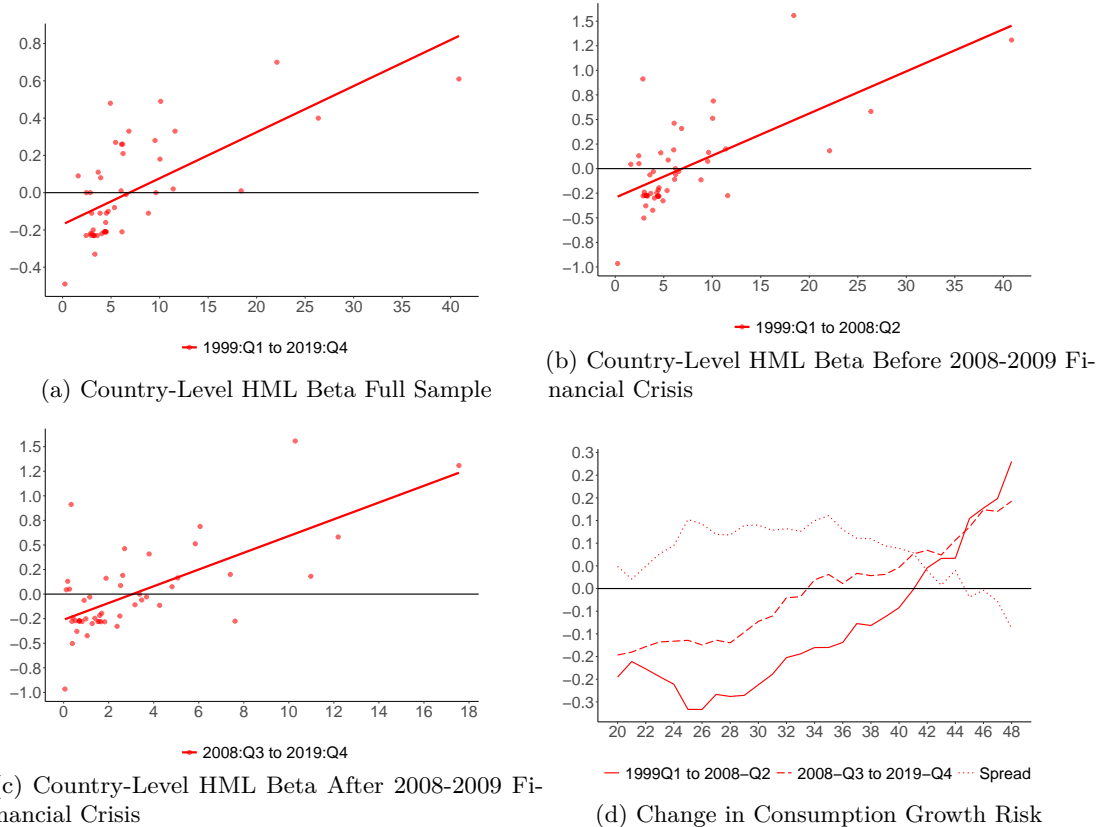 0.8
0.6
0.4
0.2
0.0
−0.2
−0.4
0 5 10 15 20 25 30 35 40
1999:Q1 to 2019:Q4
(a) Country-Level HML Beta Full Sample
1.5
1.2
1.0
0.8
0.5
0.2
0.0
−0.2
−0.5
−0.8
−1.0
0 5 10 15 20 25 30 35 40
1999:Q1 to 2008:Q2
(b) Country-Level HML Beta Before 2008-2009 Fi-
nancial Crisis
1.5
1.2
1.0
0.8
0.5
0.2
0.0
−0.2
−0.5
−0.8
−1.0
0 2 4 6 8 10 12 14 16 18
2008:Q3 to 2019:Q4
c) Country-Level HML Beta After 2008-2009 Fi-
nancial Crisis
0.3
0.2
0.2
0.1
0.1
0.0
0.0
−0.1
−0.1
−0.2
−0.2
−0.3
20 22 24 26 28 30 32 34 36 38 40 42 44 46 48
1999Q1 to 2008−Q2 2008−Q3 to 2019−Q4 Spread
(d) Change in Consumption Growth Risk